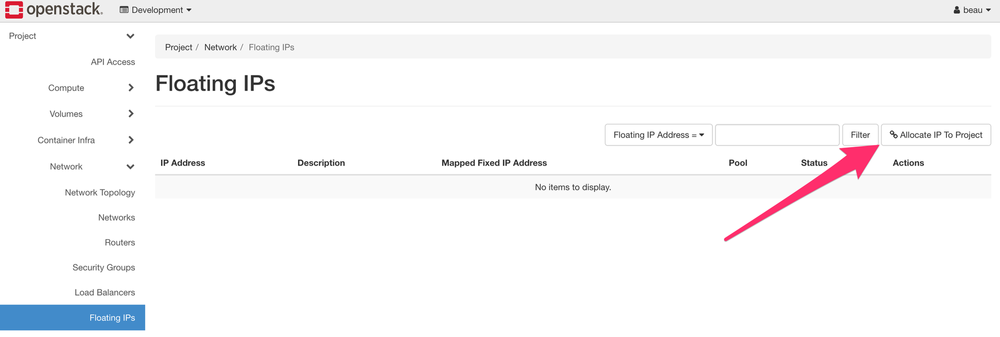 openstack. Development beau
Project
API Access
Compute
Volumes
Container Infra
Network
Network Topology
Networks
Routers
Security Groups
Load Balancers
Floating IPs
Project / Network / Floating IPs
Floating IPs
Floating IP Address = Filter Allocate IP To Project
IP Address Description Mapped Fixed IP Address Pool Status Actions
No items to display.